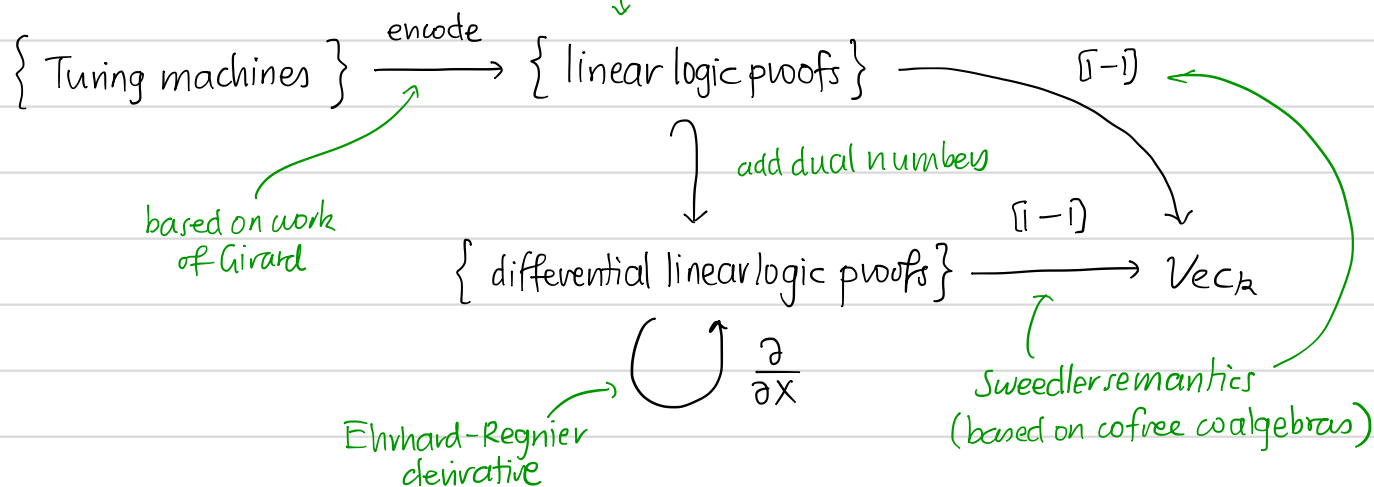 encode
{ Turing machines } → { linear logic proofs } ⟦-⟧
add dual numbers
based on work
of Girard
⟦-⟧
{ differential linear logic proofs } → Vec_k
∂/∂x
Sweedler semantics
(based on cofree coalgebras)
Ehrhard-Regnier
derivative